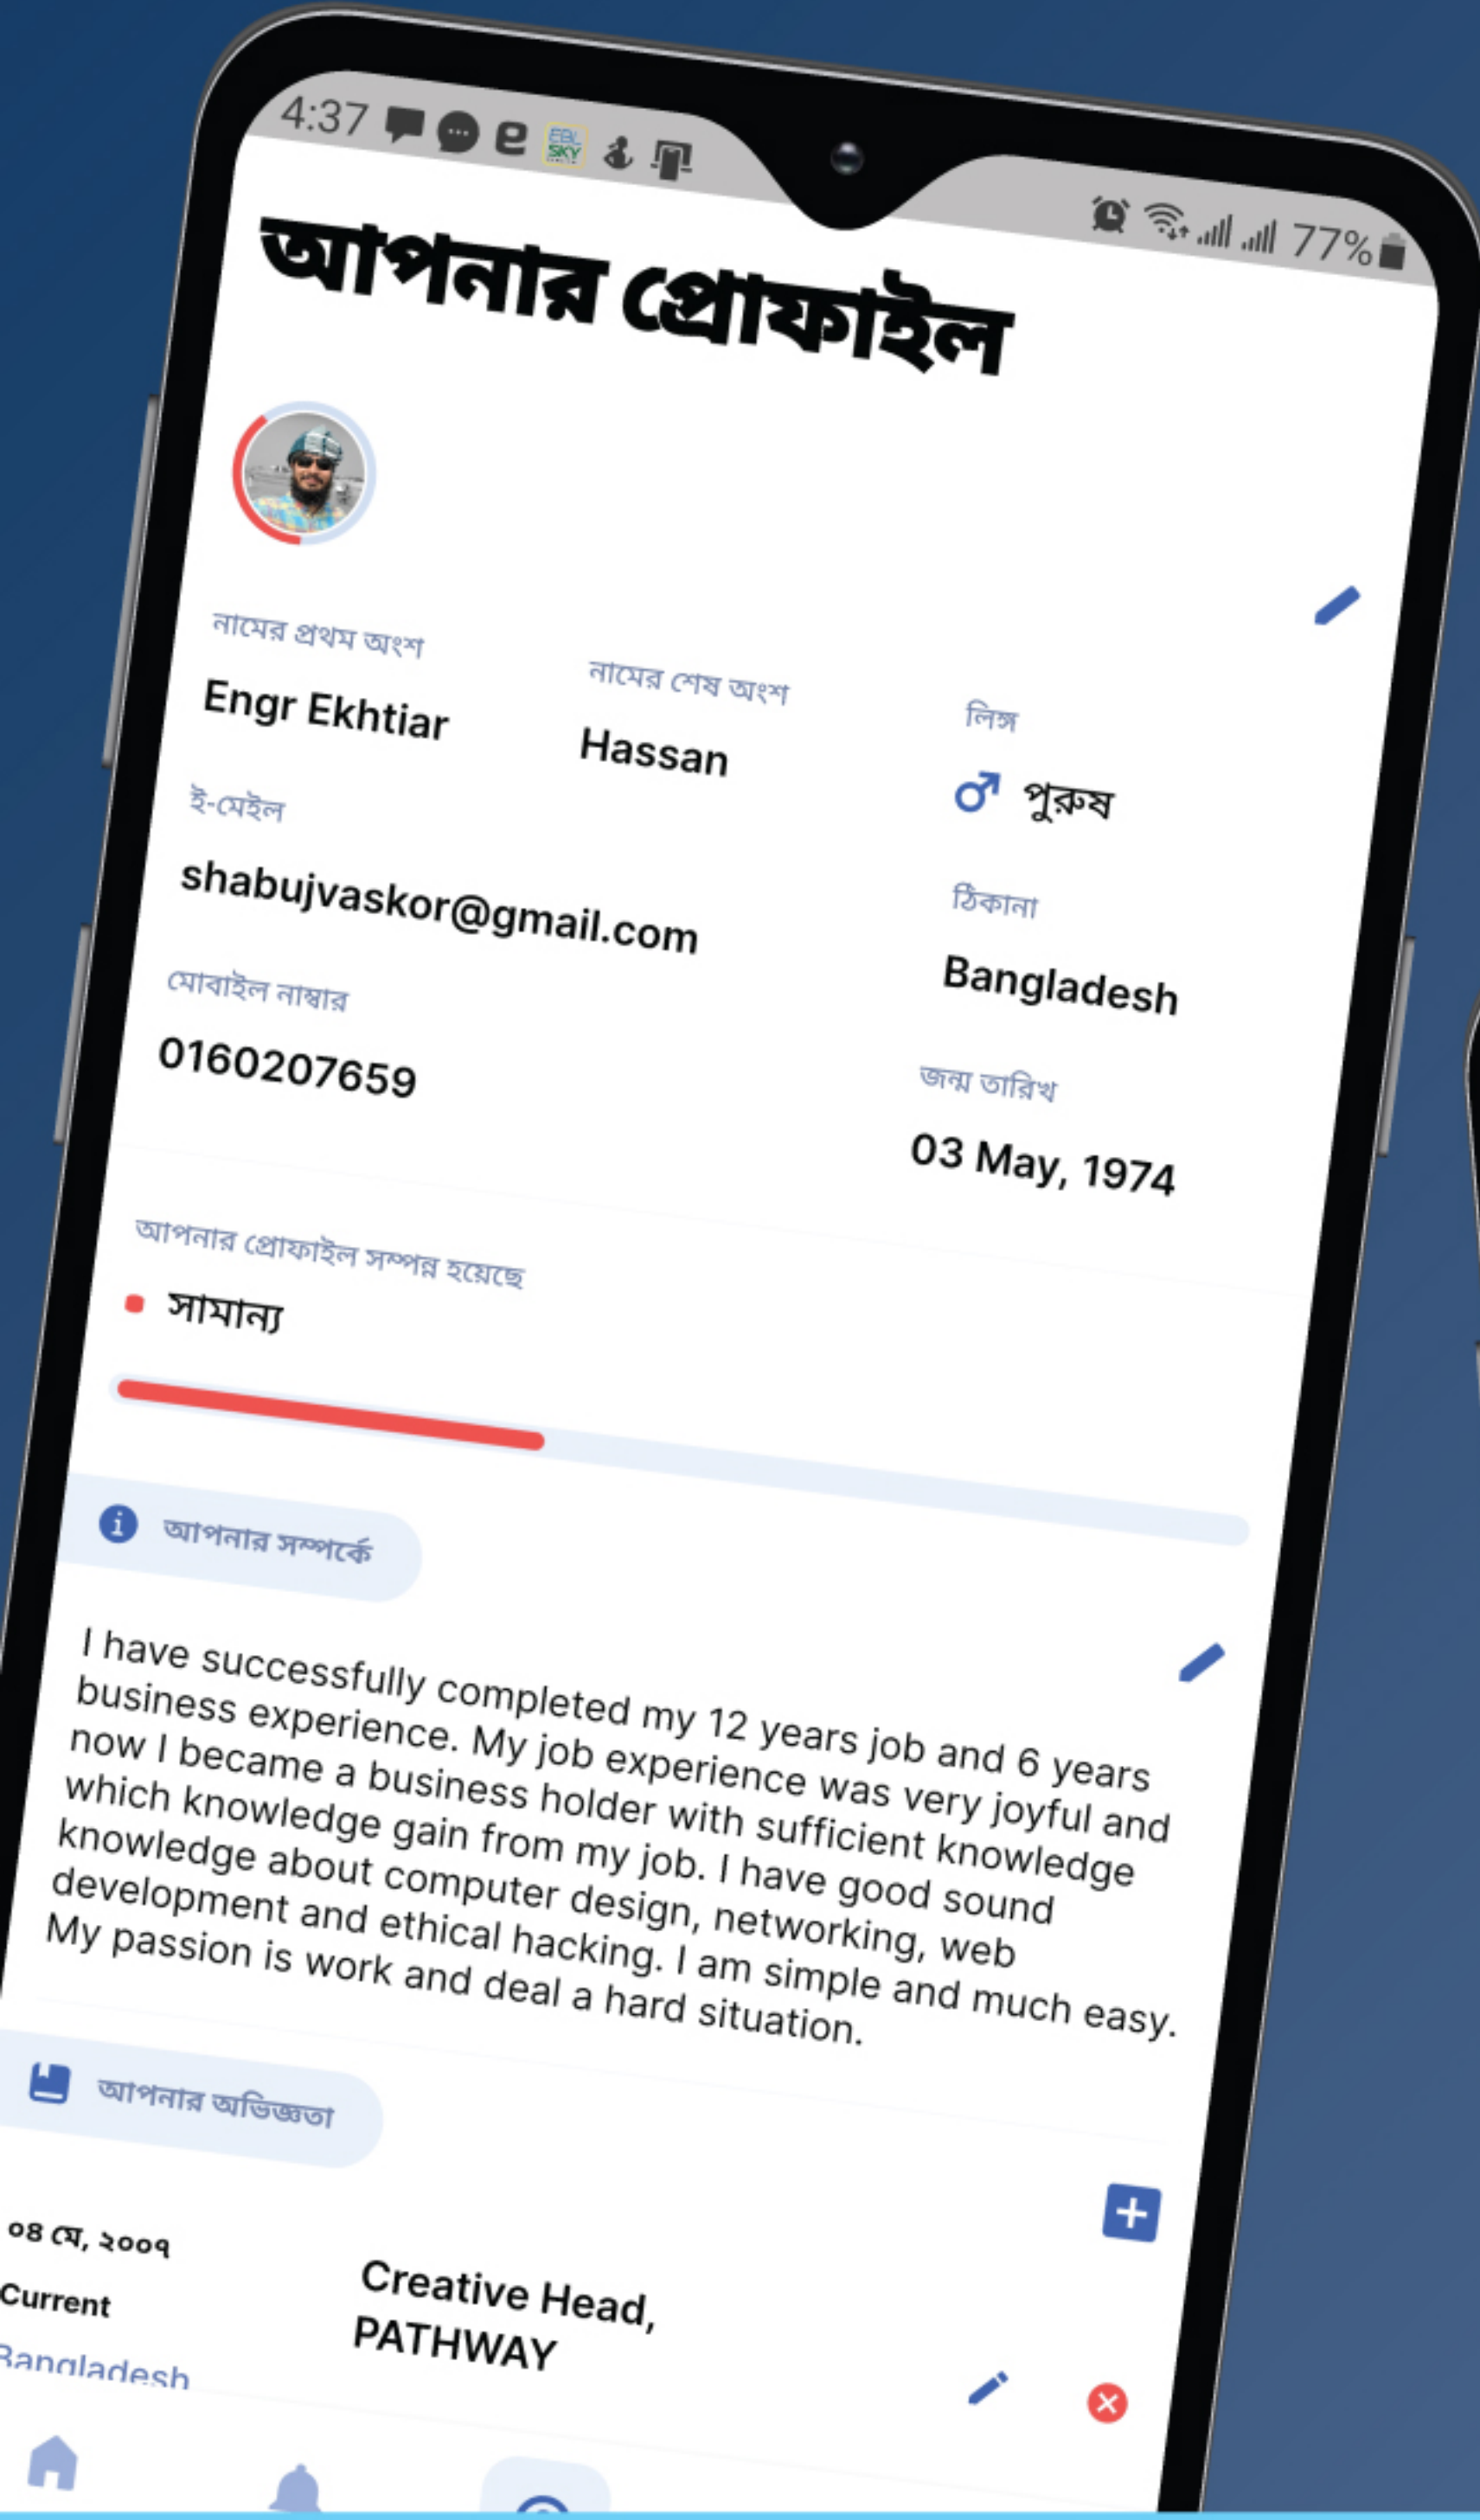 4:37
EBL
SKY
77%
আপনার প্রোফাইল
নামের প্রথম অংশ
নামের শেষ অংশ
লিঙ্গ
Engr Ekhtiar
Hassan
পুরুষ
ই-মেইল
ঠিকানা
shabujvaskor@gmail.com
Bangladesh
মোবাইল নাম্বার
জন্ম তারিখ
0160207659
03 May, 1974
আপনার প্রোফাইল সম্পন্ন হয়েছে
সামান্য
আপনার সম্পর্কে
I have successfully completed my 12 years job and 6 years
business experience. My job experience was very joyful and
now I became a business holder with sufficient knowledge
which knowledge gain from my job. I have good sound
knowledge about computer design, networking, web
development and ethical hacking. I am simple and much easy.
My passion is work and deal a hard situation.
আপনার অভিজ্ঞতা
০৪ মে, ২০০৭
Creative Head,
Current
PATHWAY
Bangladesh